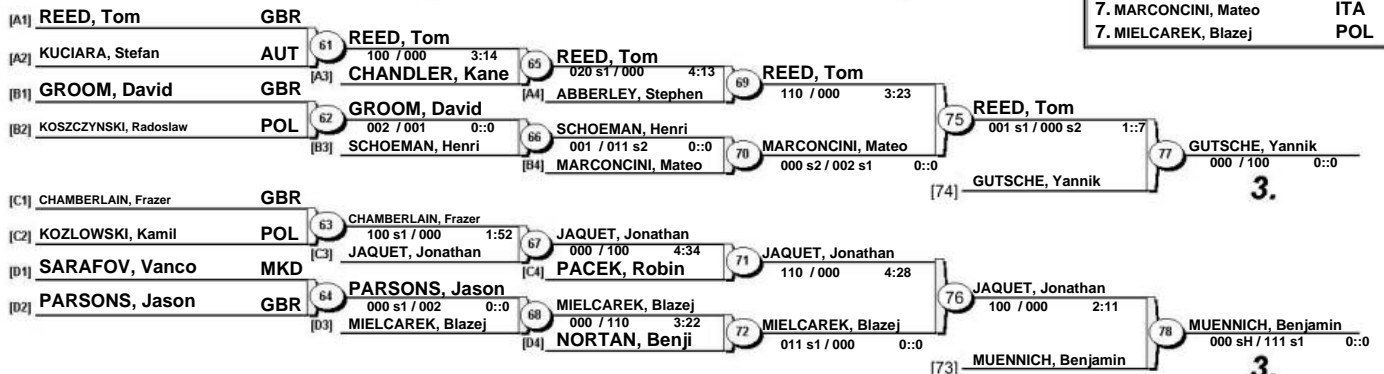 7. MARCONCINI, Mateo ITA
7. MIELCAREK, Blazej POL
[A1] REED, Tom GBR
[A2] KUCIARA, Stefan AUT
61 REED, Tom
100 / 000 3:14
[A3] CHANDLER, Kane
65 REED, Tom
020 s1 / 000 4:13
[A4] ABBERLEY, Stephen
69 REED, Tom
110 / 000 3:23
[B1] GROOM, David GBR
[B2] KOSZCZYNSKI, Radoslaw POL
62 GROOM, David
002 / 001 0::0
[B3] SCHOEMAN, Henri
66 SCHOEMAN, Henri
001 / 011 s2 0::0
[B4] MARCONCINI, Mateo
70 MARCONCINI, Mateo
000 s2 / 002 s1 0::0
75 REED, Tom
001 s1 / 000 s2 1::7
[74] GUTSCHE, Yannik
77 GUTSCHE, Yannik
000 / 100 0::0
3.
[C1] CHAMBERLAIN, Frazer GBR
[C2] KOZLOWSKI, Kamil POL
63 CHAMBERLAIN, Frazer
100 s1 / 000 1:52
[C3] JAQUET, Jonathan
67 JAQUET, Jonathan
000 / 100 4:34
[C4] PACEK, Robin
71 JAQUET, Jonathan
110 / 000 4:28
[D1] SARAFOV, Vanco MKD
[D2] PARSONS, Jason GBR
64 PARSONS, Jason
000 s1 / 002 0::0
[D3] MIELCAREK, Blazej
68 MIELCAREK, Blazej
000 / 110 3:22
[D4] NORTAN, Benji
72 MIELCAREK, Blazej
011 s1 / 000 0::0
76 JAQUET, Jonathan
100 / 000 2:11
[73] MUENNICH, Benjamin
78 MUENNICH, Benjamin
000 sH / 111 s1 0::0
3.